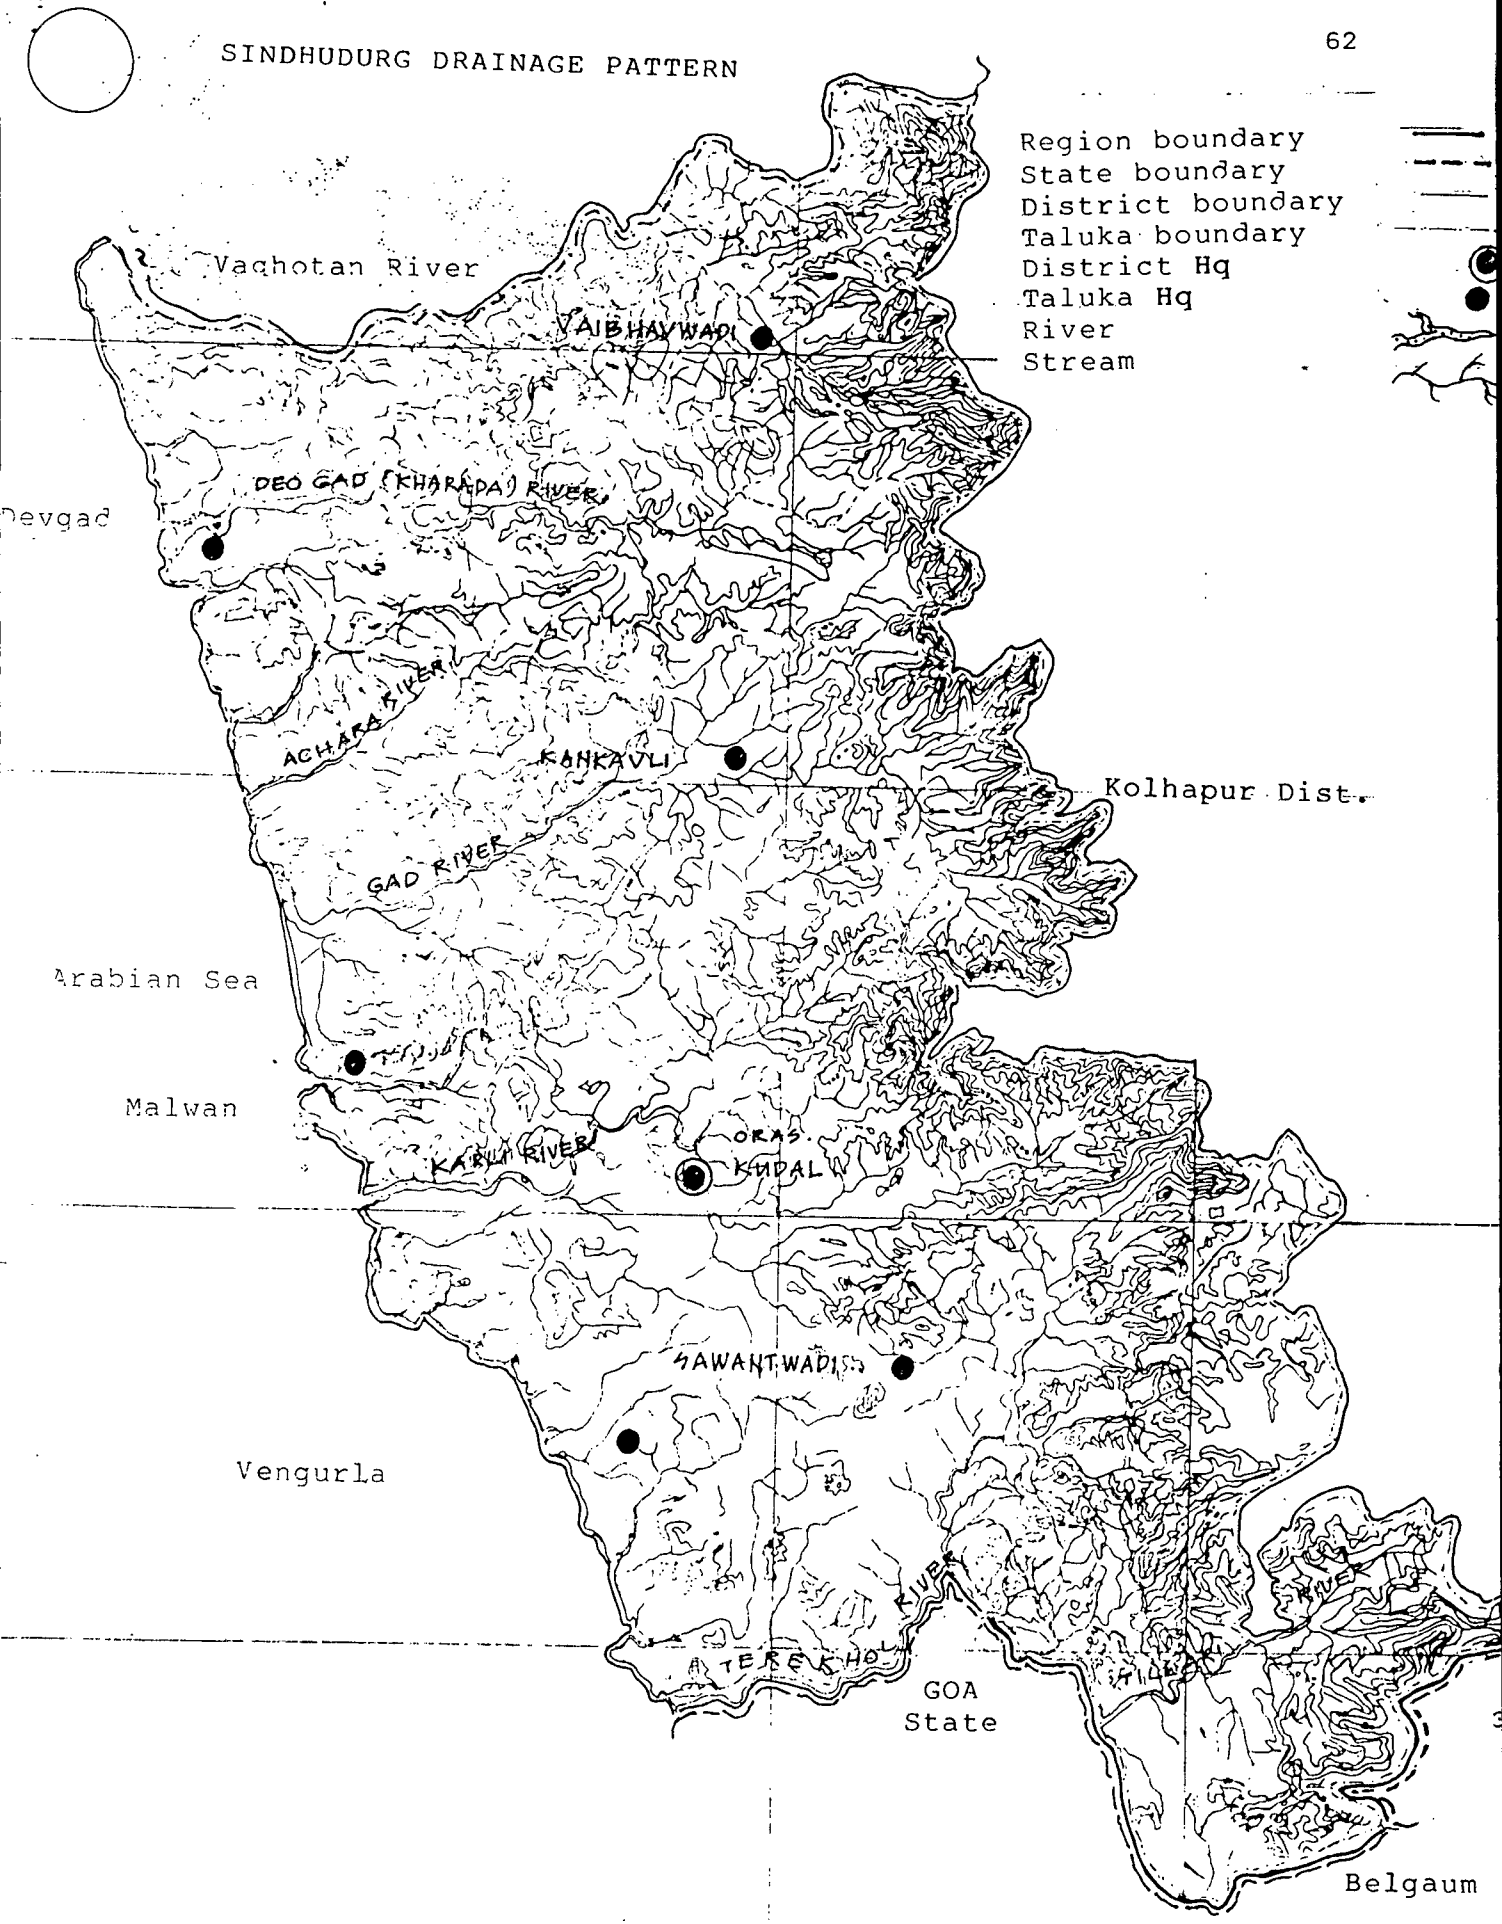 62
SINDHUDURG DRAINAGE PATTERN
Region boundary
State boundary
District boundary
Taluka boundary
District Hq
Taluka Hq
River
Stream
Vaghotan River
VAIBHAVWADI
DEOGAD (KHARADA) RIVER
Devgad
ACHARA RIVER
KANKAVLI
Kolhapur Dist.
GAD RIVER
Arabian Sea
Malwan
ORAS
KUDAL
KARLI RIVER
SAWANTWADI
Vengurla
RIVER
TEREKHOL
RIVER
GOA
State
Belgaum